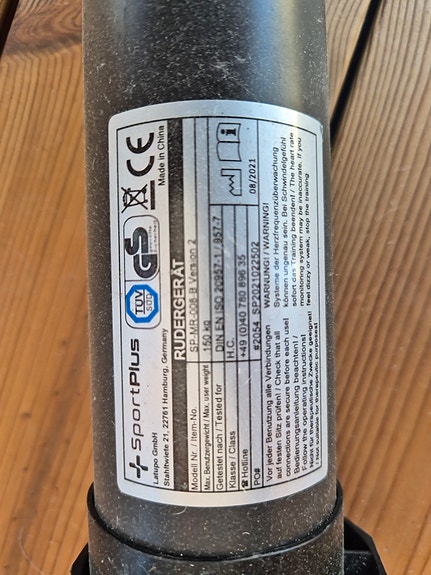 sportPlus
Latupo GmbH
Stahltwiete 21, 22761 Hamburg, Germany
TÜV
SÜD
GS
CE
Made in China
RUDERGERÄT
Modell Nr. / Item-No. SP-MR-008-B Version 2
Max. Benutzergewicht / Max. user weight 150 kg
Getestet nach / Tested for DIN EN ISO 20957-1 / 957-7
Klasse / Class H.C.
☎ Hotline +49 (0)40 780 896 35
PO# #2054 SP2021022502
08/2021
Vor jeder Benutzung alle Verbindungen
auf festen Sitz prüfen! / Check that all
connections are secure before each use!
Bedienungsanleitung beachten! /
Follow the operating instructions!
Nicht für therapeutische Zwecke geeignet!
/ Not suitable for therapeutic purposes!
WARNUNG! / WARNING!
Systeme der Herzfrequenzüberwachung
können ungenau sein. Bei Schwindelgefühl
sofort das Training beenden! / The heart rate
monitoring system may be inaccurate. If you
feel dizzy or weak, stop the training